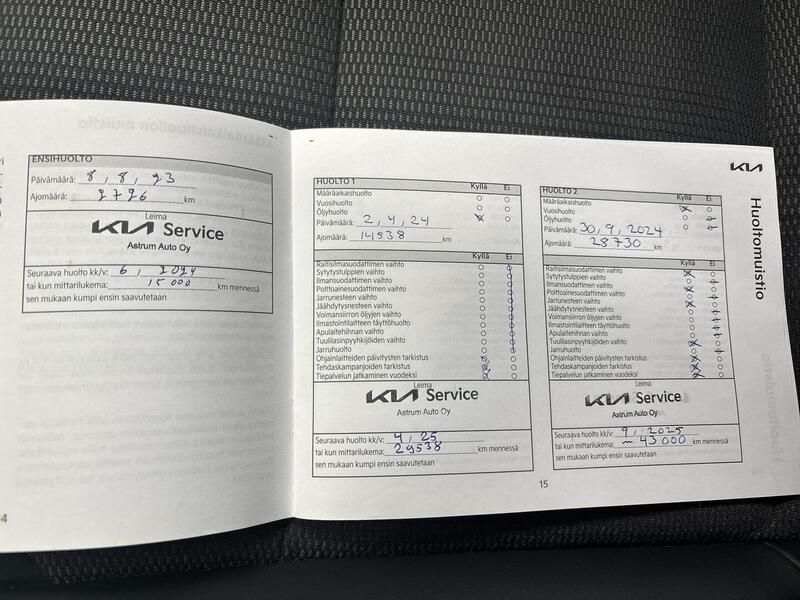 ENSIHUOLTO
Päivämäärä: 8, 8, 23
Ajomäärä: 2726 km
Leima
KIA Service
Astrum Auto Oy
Seuraava huolto kk/v: 6, 2024
tai kun mittarilukema: 15 000 km mennessä
sen mukaan kumpi ensin saavutetaan
HUOLTO 1
Kyllä Ei
Määräaikaishuolto
Vuosihuolto
Öljyhuolto
Päivämäärä: 2, 4, 24
Ajomäärä: 14538 km
Kyllä Ei
Raitisilmasuodattimen vaihto
Sytytystulppien vaihto
Ilmansuodattimen vaihto
Polttoainesuodattimen vaihto
Jarrunesteen vaihto
Jäähdytysnesteen vaihto
Voimansiirron öljyjen vaihto
Ilmastointilaitteen täyttöhuolto
Apulaitehihnan vaihto
Tuulilasinpyyhkijöiden vaihto
Jarruhuolto
Ohjainlaitteiden päivitysten tarkistus
Tehdaskampanjoiden tarkistus
Tiepalvelun jatkaminen vuodeksi
Leima
KIA Service
Astrum Auto Oy
Seuraava huolto kk/v: 4, 25
tai kun mittarilukema: 29538 km mennessä
sen mukaan kumpi ensin saavutetaan
15
KIA
Huoltomuistio
HUOLTO 2
Kyllä Ei
Määräaikaishuolto
Vuosihuolto
Öljyhuolto
Päivämäärä: 30, 9, 2024
Ajomäärä: 28730 km
Kyllä Ei
Raitisilmasuodattimen vaihto
Sytytystulppien vaihto
Ilmansuodattimen vaihto
Polttoainesuodattimen vaihto
Jarrunesteen vaihto
Jäähdytysnesteen vaihto
Voimansiirron öljyjen vaihto
Ilmastointilaitteen täyttöhuolto
Apulaitehihnan vaihto
Tuulilasinpyyhkijöiden vaihto
Jarruhuolto
Ohjainlaitteiden päivitysten tarkistus
Tehdaskampanjoiden tarkistus
Tiepalvelun jatkaminen vuodeksi
Leima
KIA Service
Astrum Auto Oy
Seuraava huolto kk/v: 9, 2025
tai kun mittarilukema: ~ 43000 km mennessä
sen mukaan kumpi ensin saavutetaan